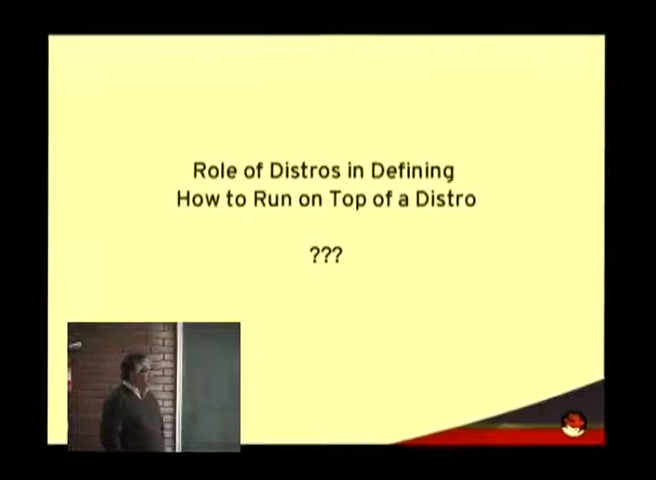 Role of Distros in Defining
How to Run on Top of a Distro
???